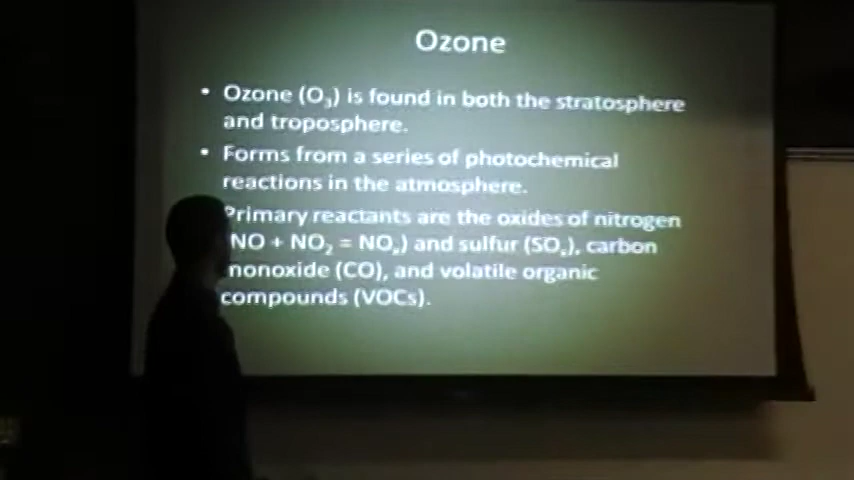 Ozone
• Ozone (O₃) is found in both the stratosphere
and troposphere.
• Forms from a series of photochemical
reactions in the atmosphere.
Primary reactants are the oxides of nitrogen
NO + NO₂ = NOₓ) and sulfur (SOₓ), carbon
monoxide (CO), and volatile organic
compounds (VOCs).